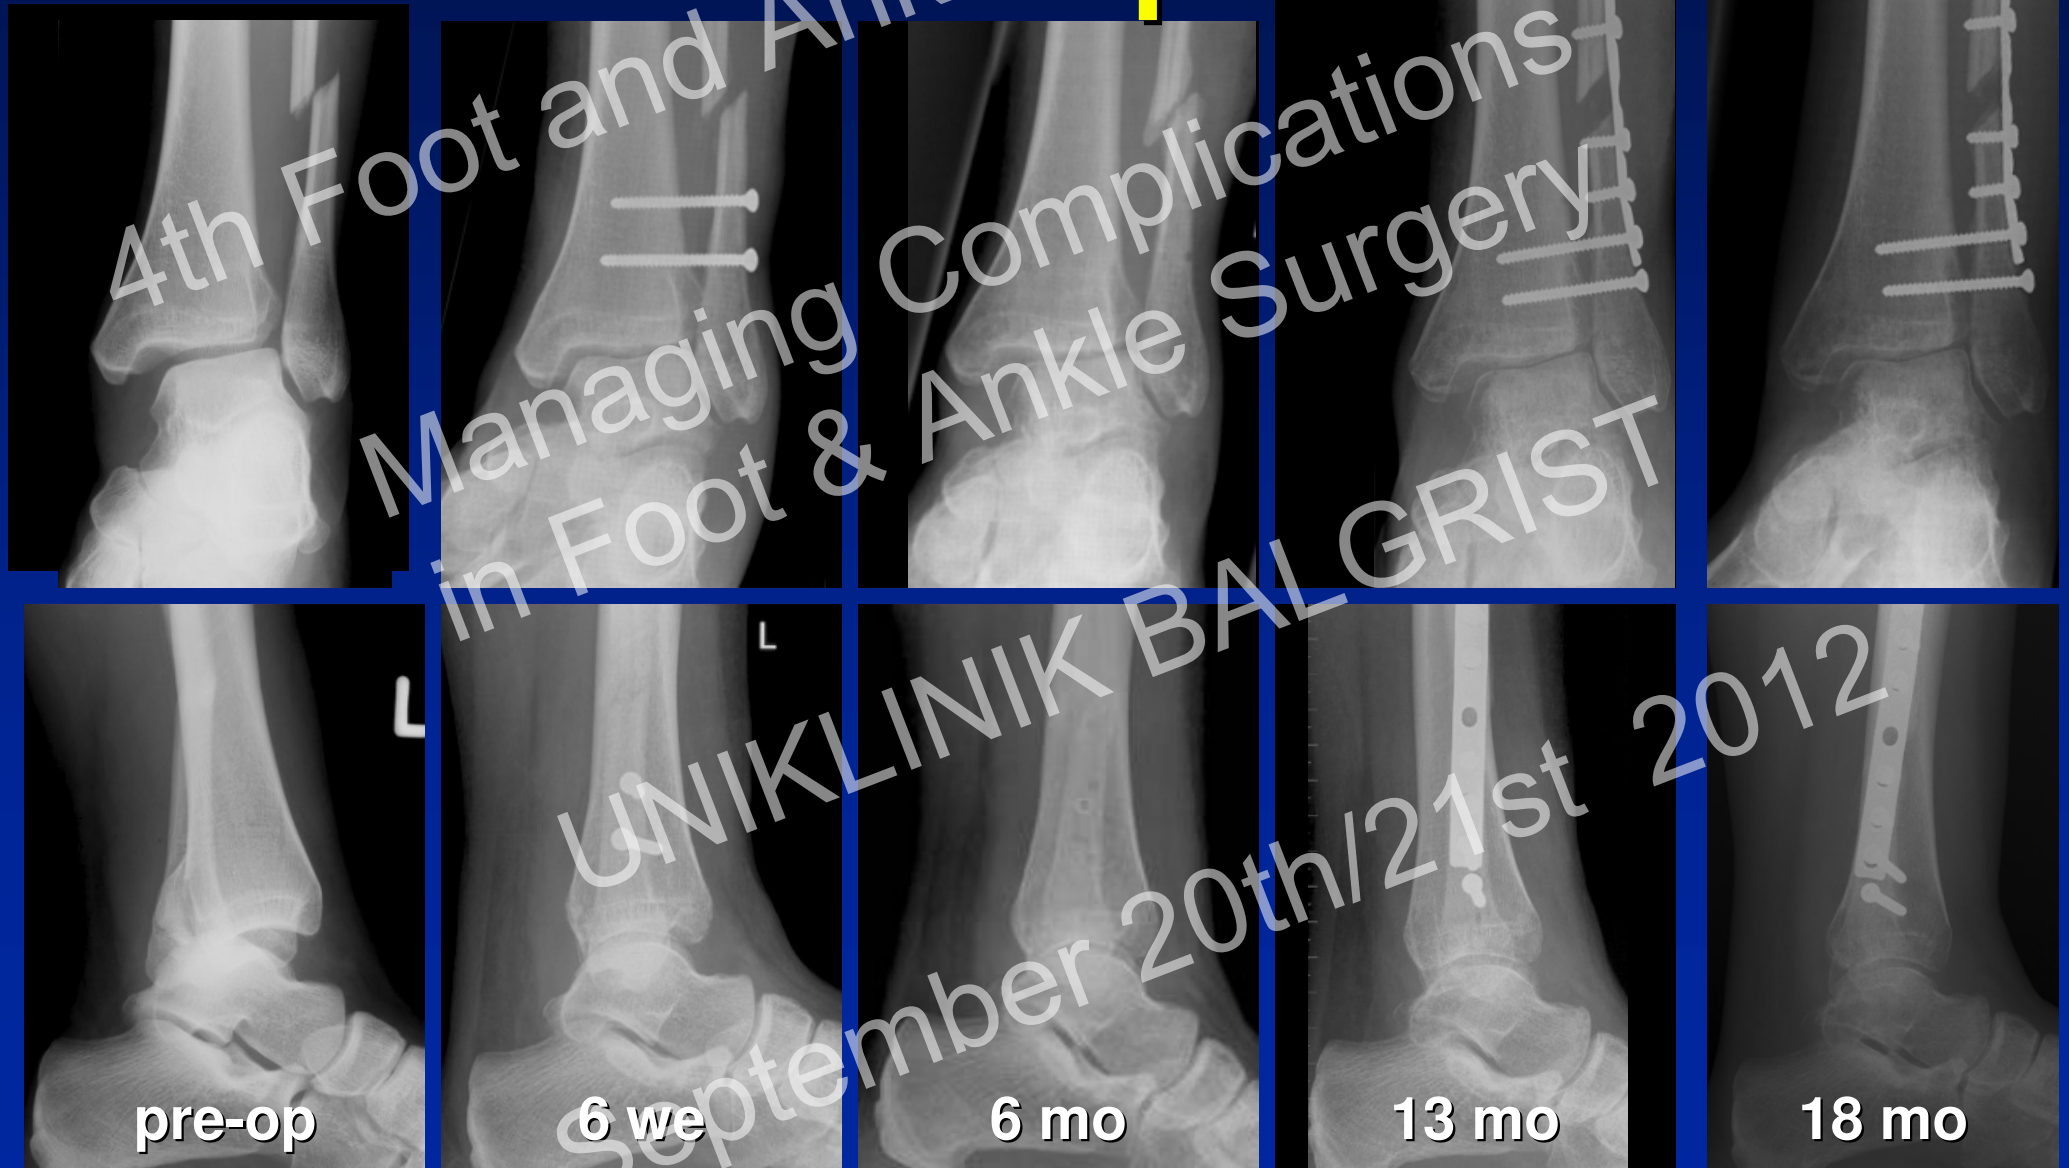 4th Foot and
Managing Complications
in Foot & Ankle Surgery
UNIKLINIK BALGRIST
September 20th/21st 2012
L
L
pre-op
6 we
6 mo
13 mo
18 mo